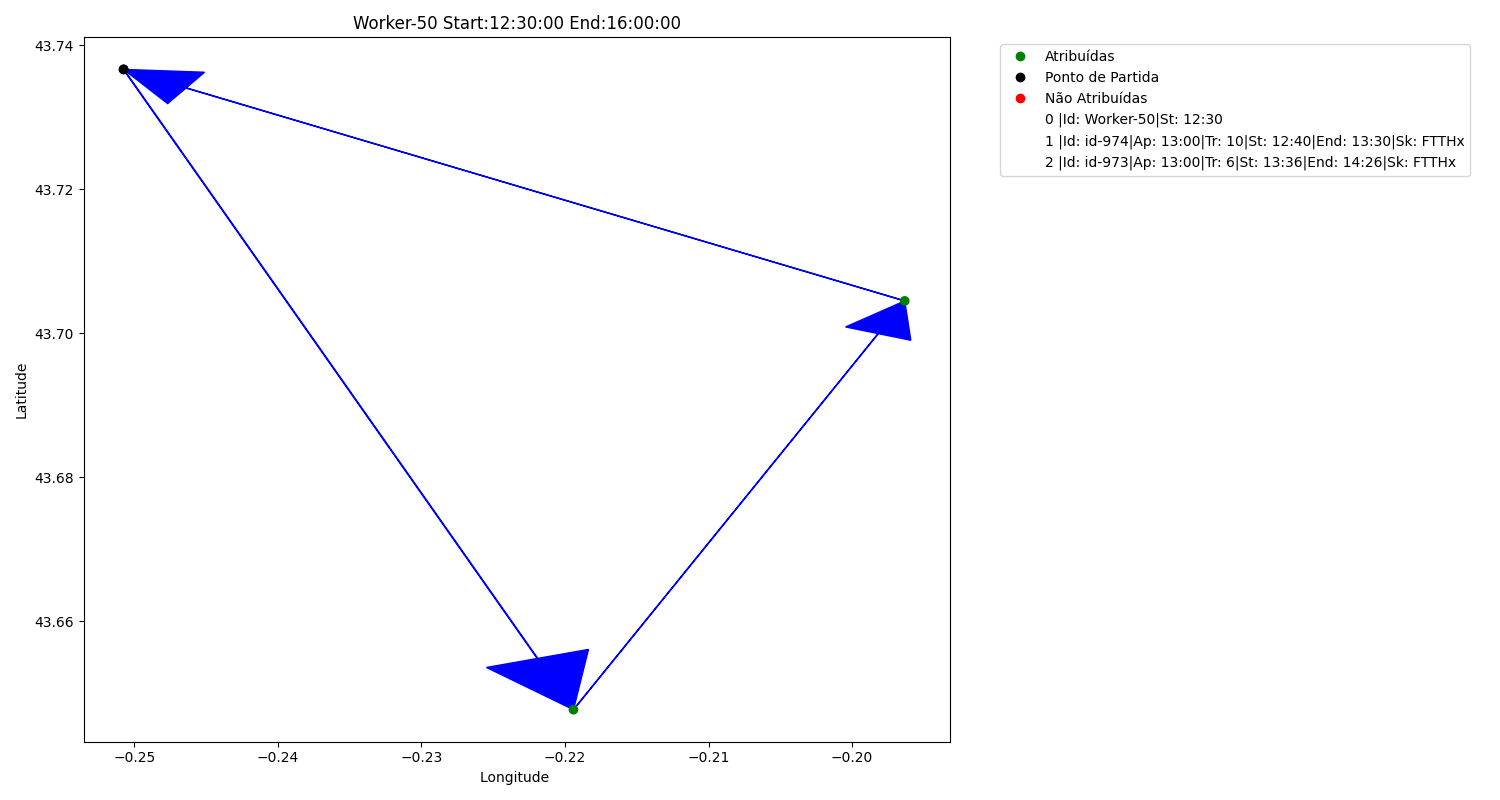 Worker-50 Start:12:30:00 End:16:00:00
43.74
43.72
43.70
43.68
43.66
Latitude
−0.25
−0.24
−0.23
−0.22
−0.21
−0.20
Longitude
Atribuídas
Ponto de Partida
Não Atribuídas
0 |Id: Worker-50|St: 12:30
1 |Id: id-974|Ap: 13:00|Tr: 10|St: 12:40|End: 13:30|Sk: FTTHx
2 |Id: id-973|Ap: 13:00|Tr: 6|St: 13:36|End: 14:26|Sk: FTTHx